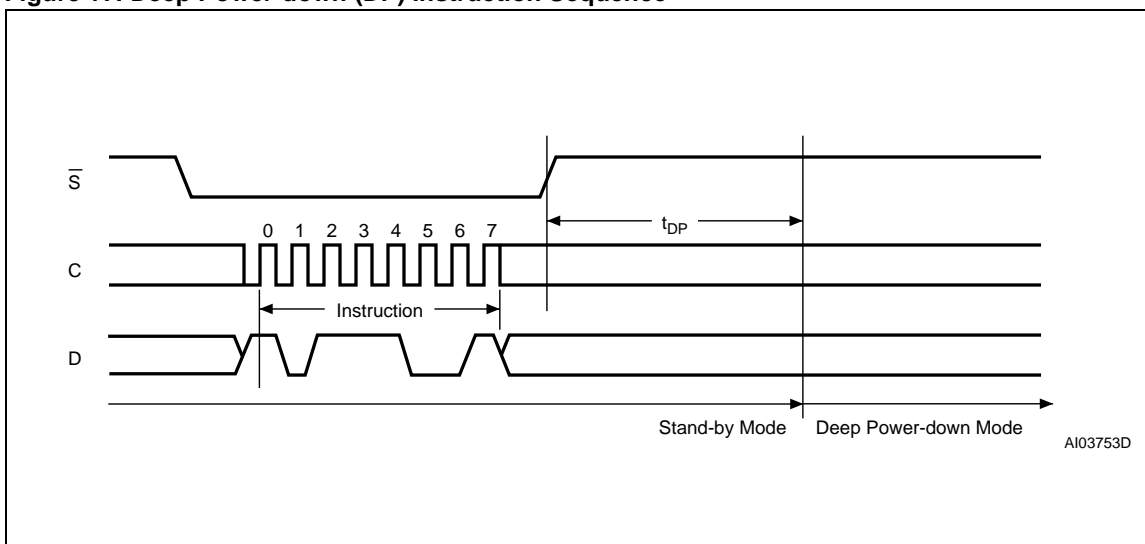 Figure 17. Deep Power-down (DP) Instruction Sequence
S̅
0 1 2 3 4 5 6 7
tDP
C
Instruction
D
Stand-by Mode
Deep Power-down Mode
AI03753D